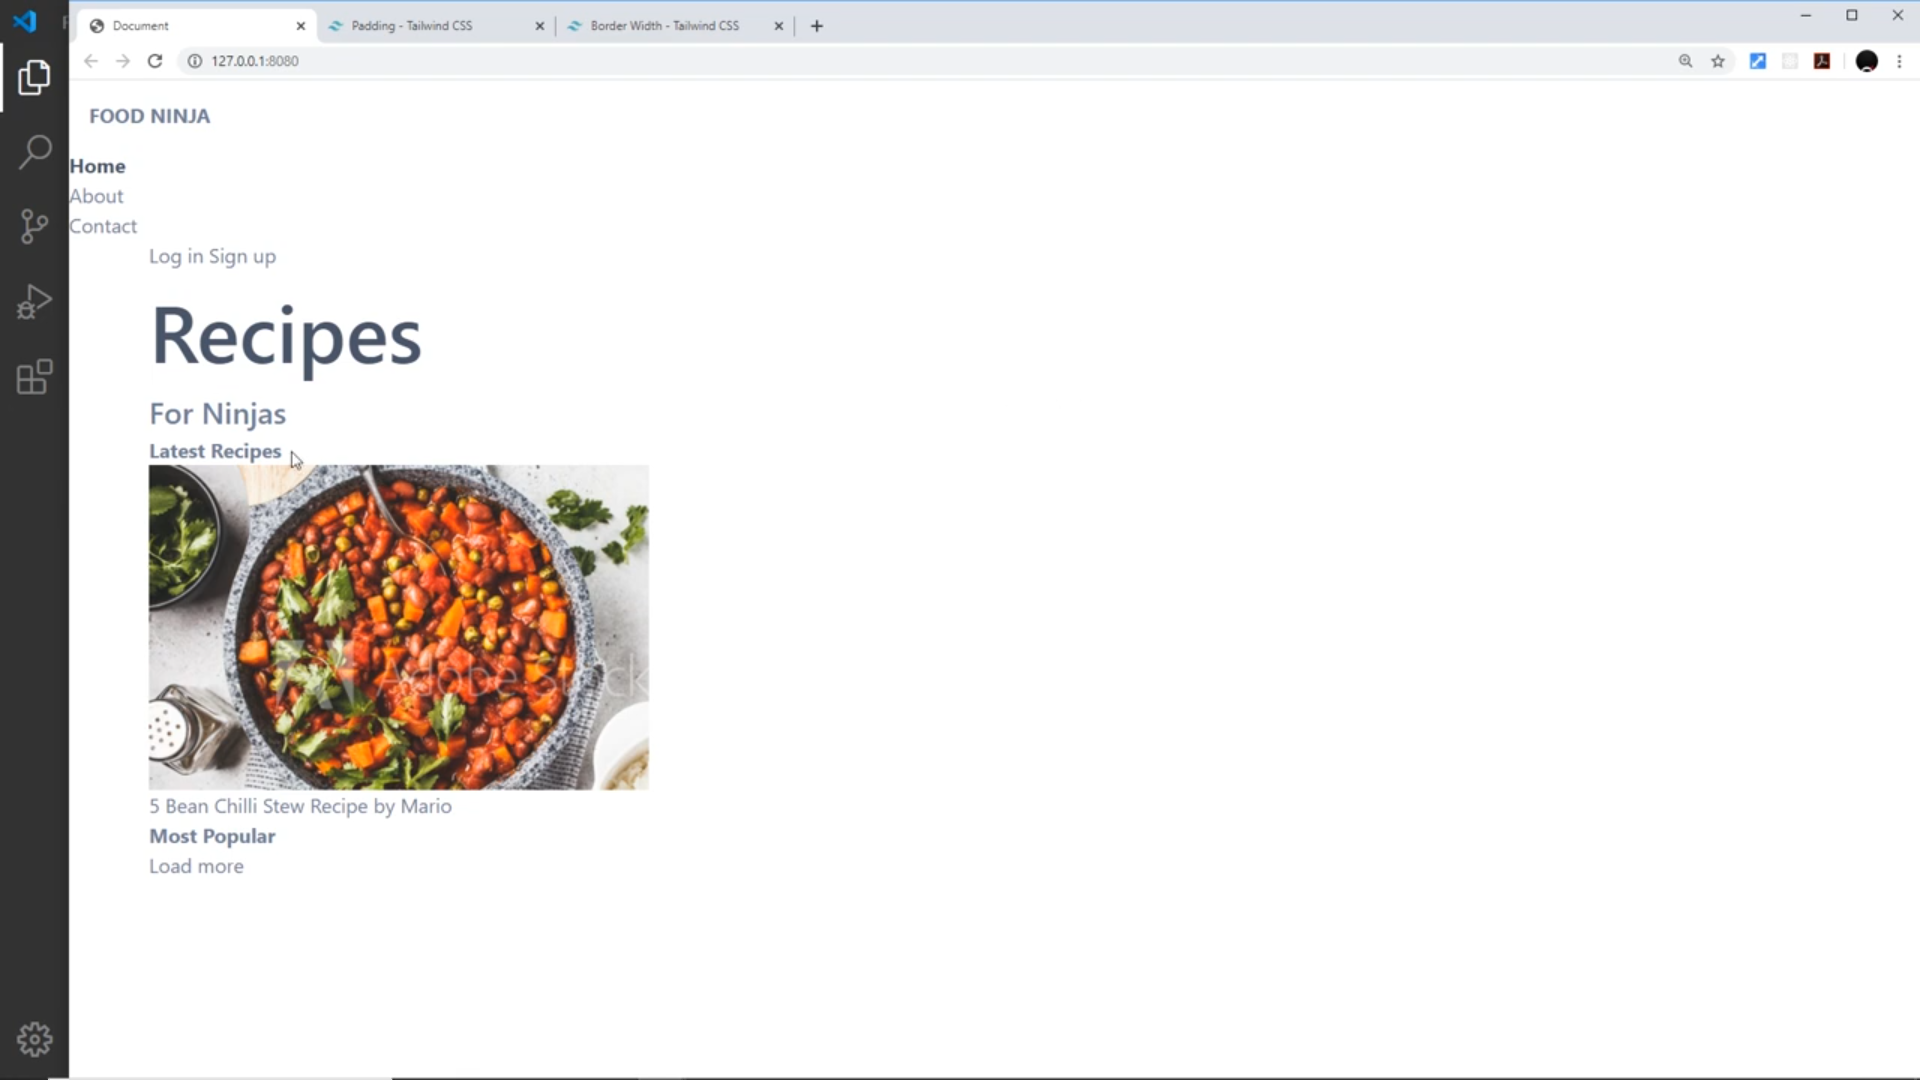 Document
Padding - Tailwind CSS
Border Width - Tailwind CSS
127.0.0.1:8080
FOOD NINJA
Home
About
Contact
Log in Sign up
Recipes
For Ninjas
Latest Recipes
Adobe Stock
5 Bean Chilli Stew Recipe by Mario
Most Popular
Load more